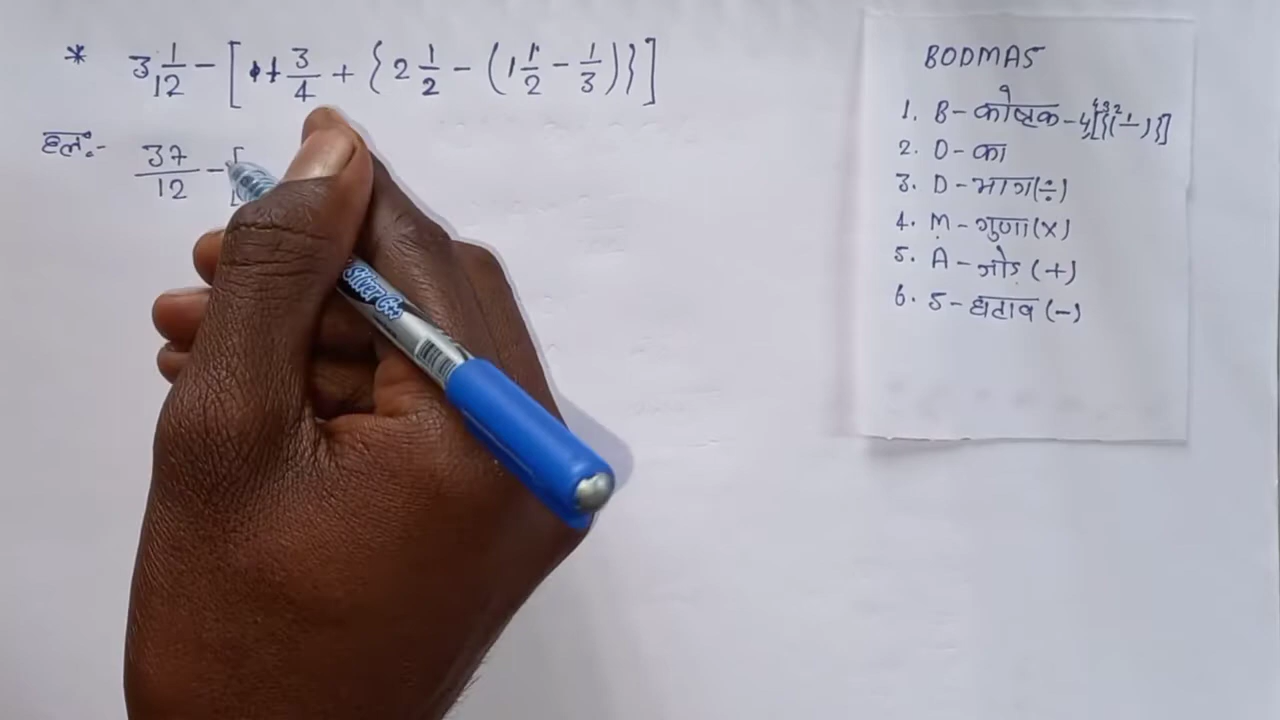 * 3 1/12 - [ 1+ 3/4 + { 2 1/2 - ( 1 1/2 - 1/3 ) } ]
हल:- 37/12 - [
Silver
BODMAS
1. B - कोष्ठक -
2. O - का
3. D - भाग (÷)
4. M - गुणा (×)
5. A - जोड़ (+)
6. S - घटाव (-)